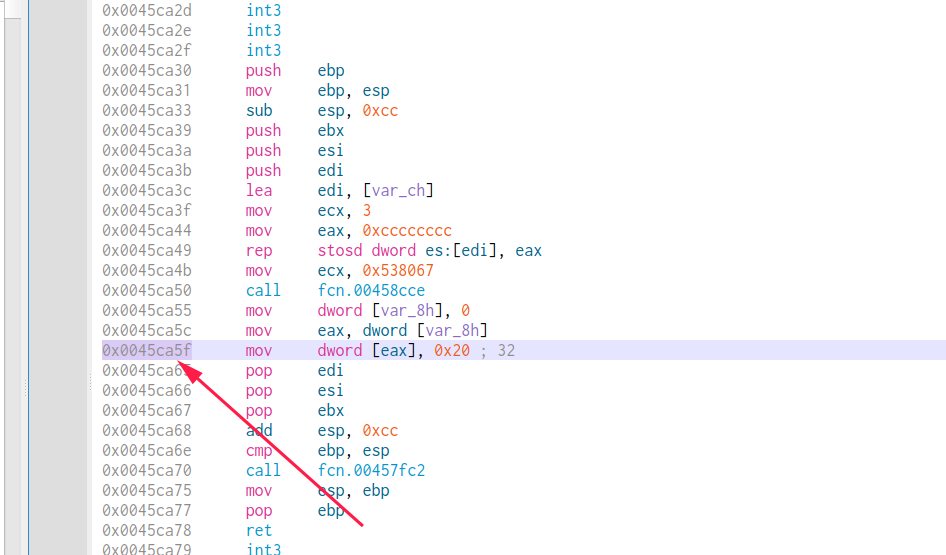 0x0045ca2d int3
0x0045ca2e int3
0x0045ca2f int3
0x0045ca30 push ebp
0x0045ca31 mov ebp, esp
0x0045ca33 sub esp, 0xcc
0x0045ca39 push ebx
0x0045ca3a push esi
0x0045ca3b push edi
0x0045ca3c lea edi, [var_ch]
0x0045ca3f mov ecx, 3
0x0045ca44 mov eax, 0xcccccccc
0x0045ca49 rep stosd dword es:[edi], eax
0x0045ca4b mov ecx, 0x538067
0x0045ca50 call fcn.00458cce
0x0045ca55 mov dword [var_8h], 0
0x0045ca5c mov eax, dword [var_8h]
0x0045ca5f mov dword [eax], 0x20 ; 32
0x0045ca65 pop edi
0x0045ca66 pop esi
0x0045ca67 pop ebx
0x0045ca68 add esp, 0xcc
0x0045ca6e cmp ebp, esp
0x0045ca70 call fcn.00457fc2
0x0045ca75 mov esp, ebp
0x0045ca77 pop ebp
0x0045ca78 ret
0x0045ca79 int3